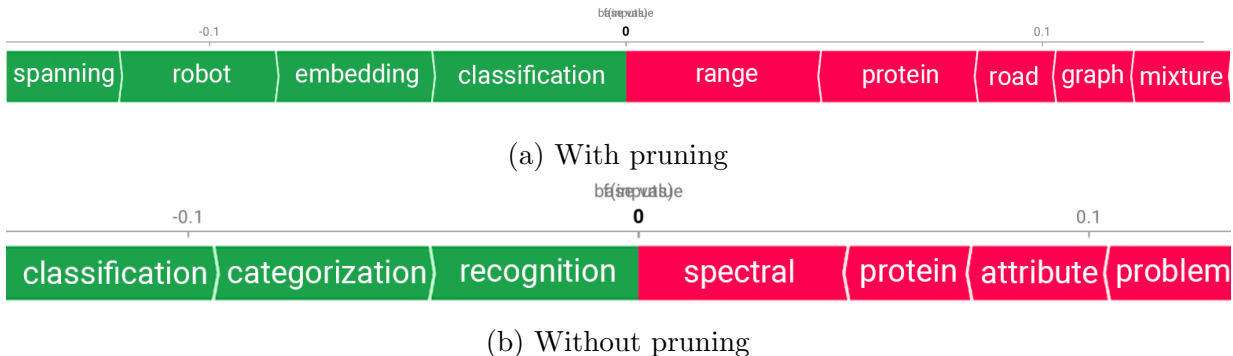 -0.1 0 0.1
spanning robot embedding classification range protein road graph mixture
(a) With pruning
-0.1 0 0.1
classification categorization recognition spectral protein attribute problem
(b) Without pruning